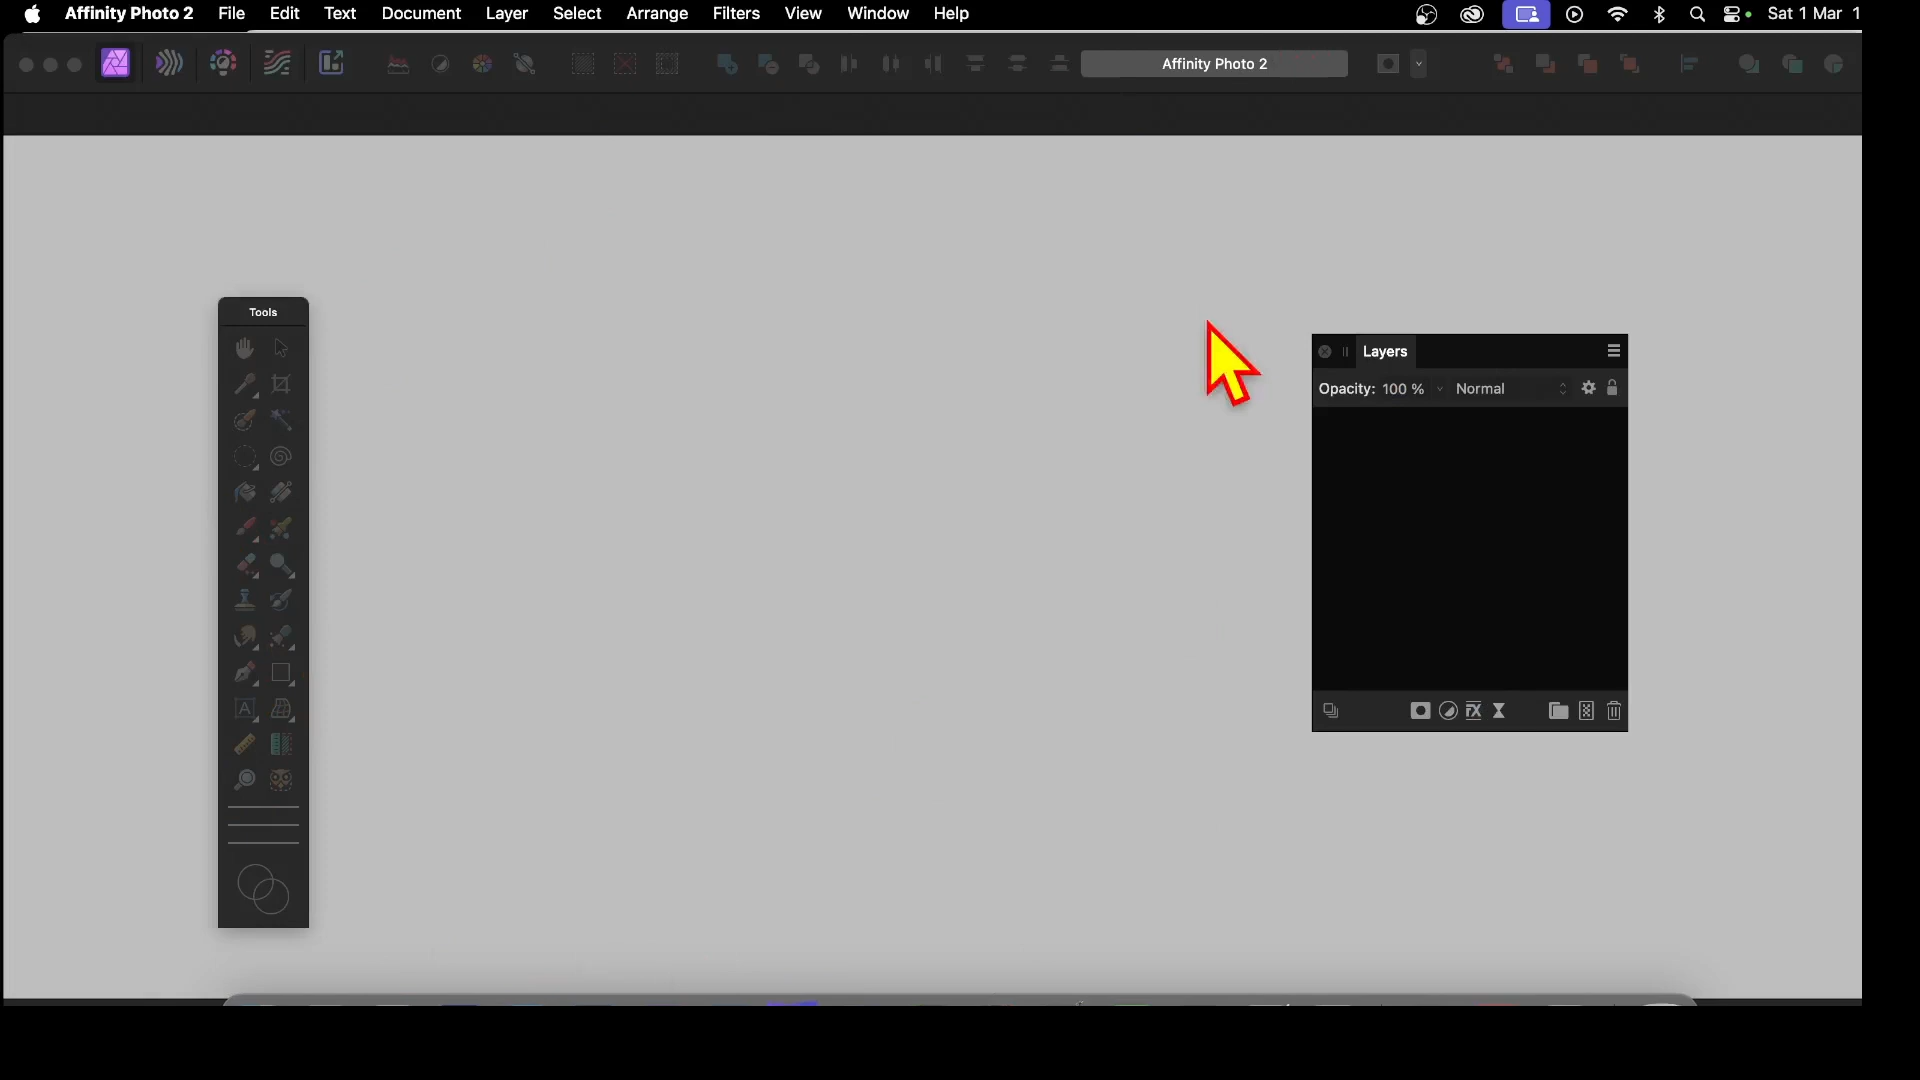 Affinity Photo 2 File Edit Text Document Layer Select Arrange Filters View Window Help Sat 1 Mar 1
Affinity Photo 2
Tools
Layers
Opacity: 100 % Normal
A